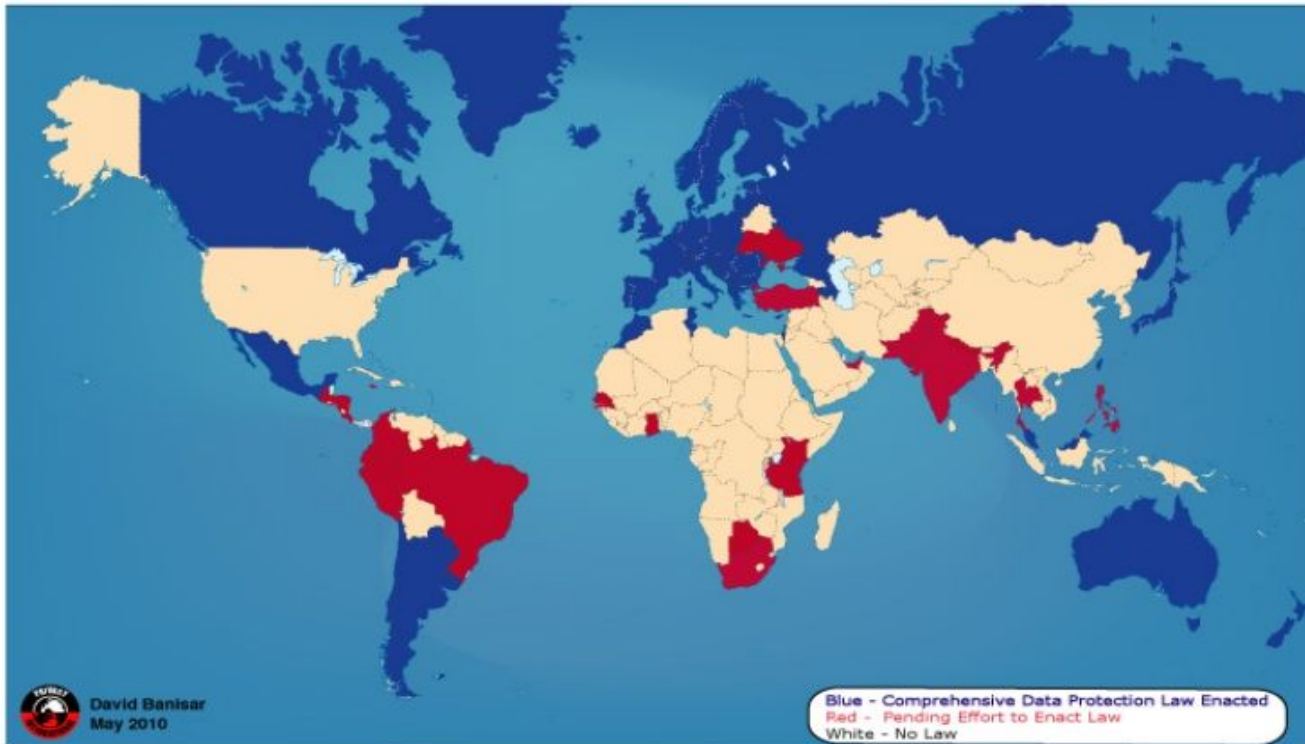 David Banisar
May 2010
Blue - Comprehensive Data Protection Law Enacted
Red - Pending Effort to Enact Law
White - No Law